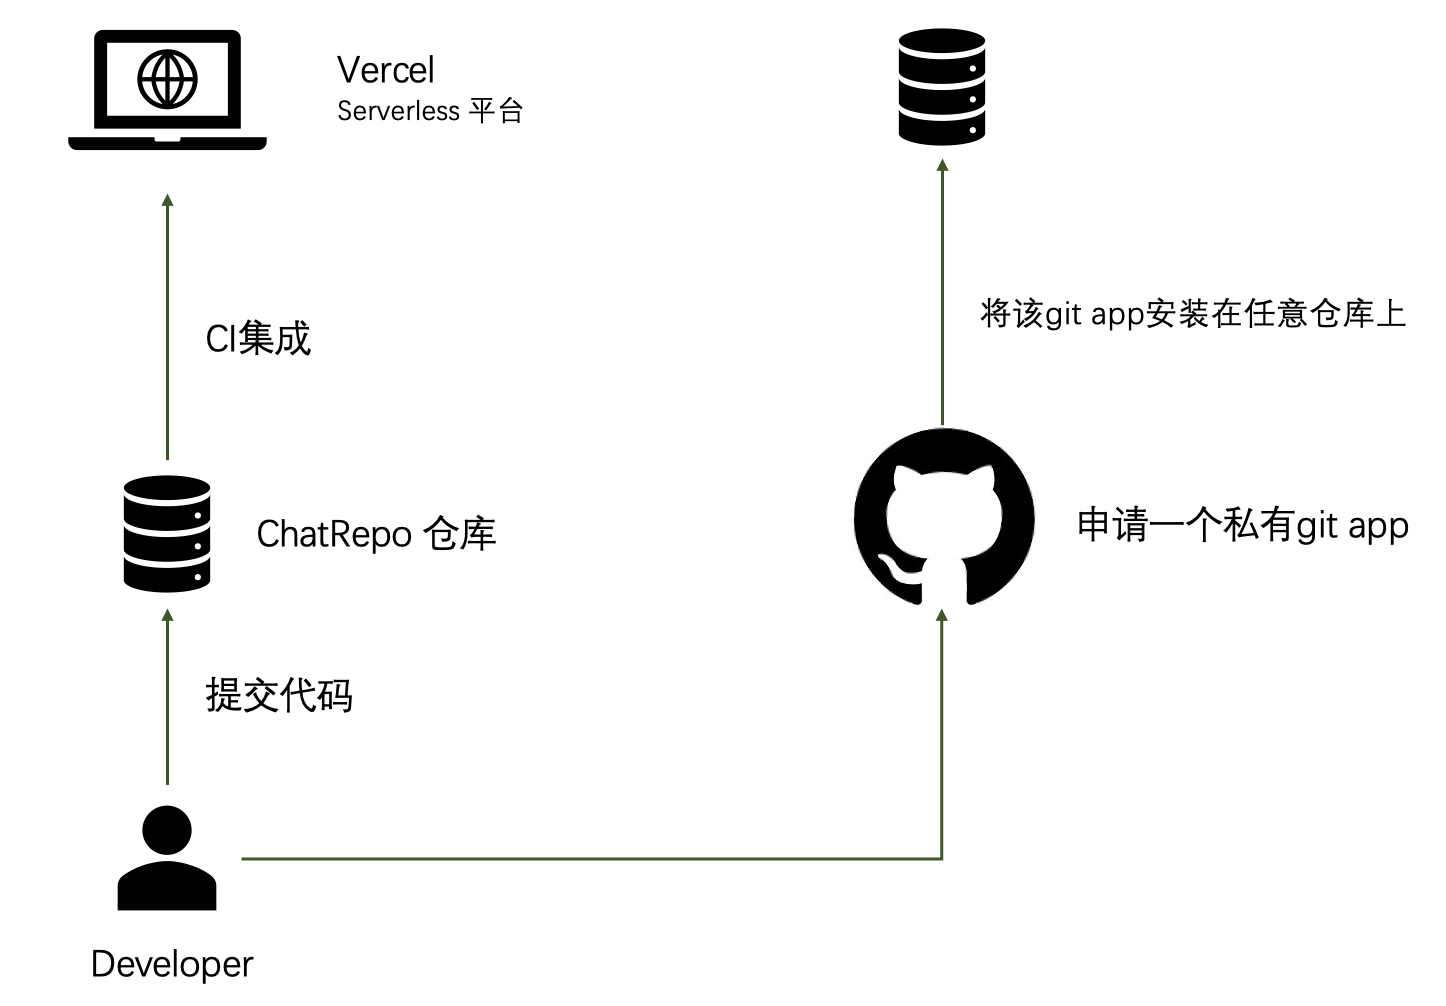 Vercel
Serverless 平台
将该git app安装在任意仓库上
CI集成
ChatRepo 仓库
申请一个私有git app
提交代码
Developer